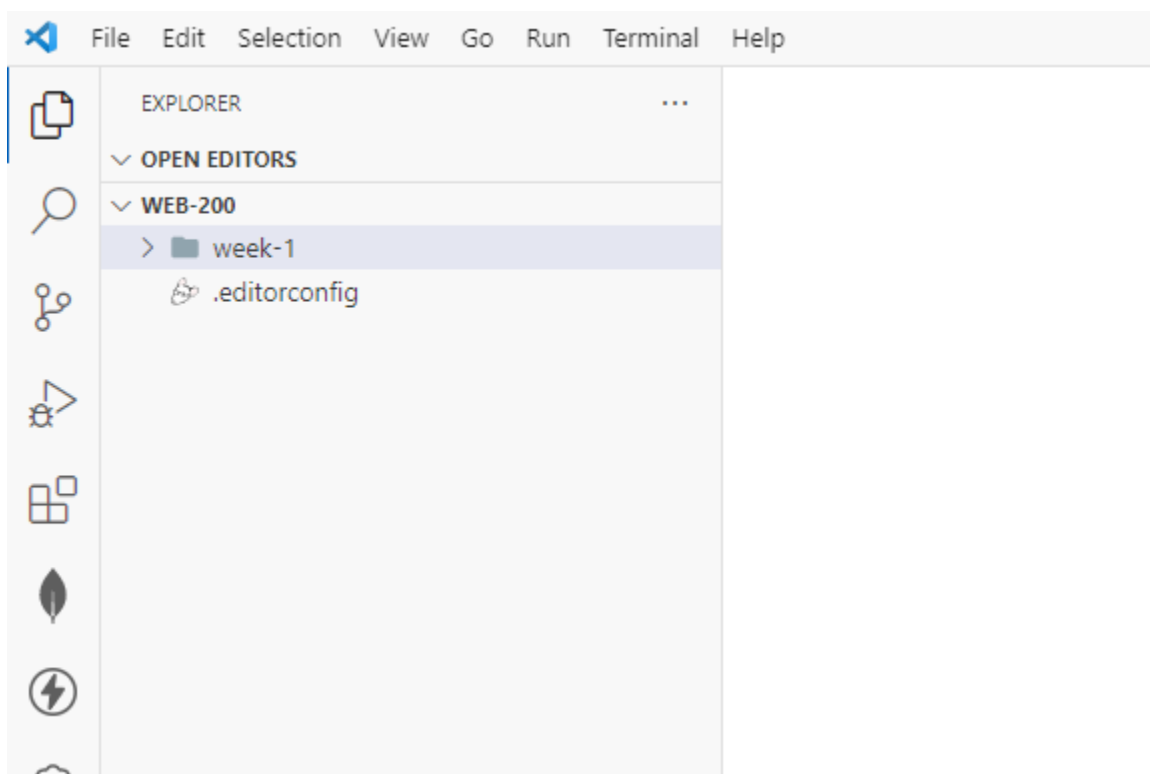 File Edit Selection View Go Run Terminal Help
EXPLORER
OPEN EDITORS
WEB-200
week-1
.editorconfig